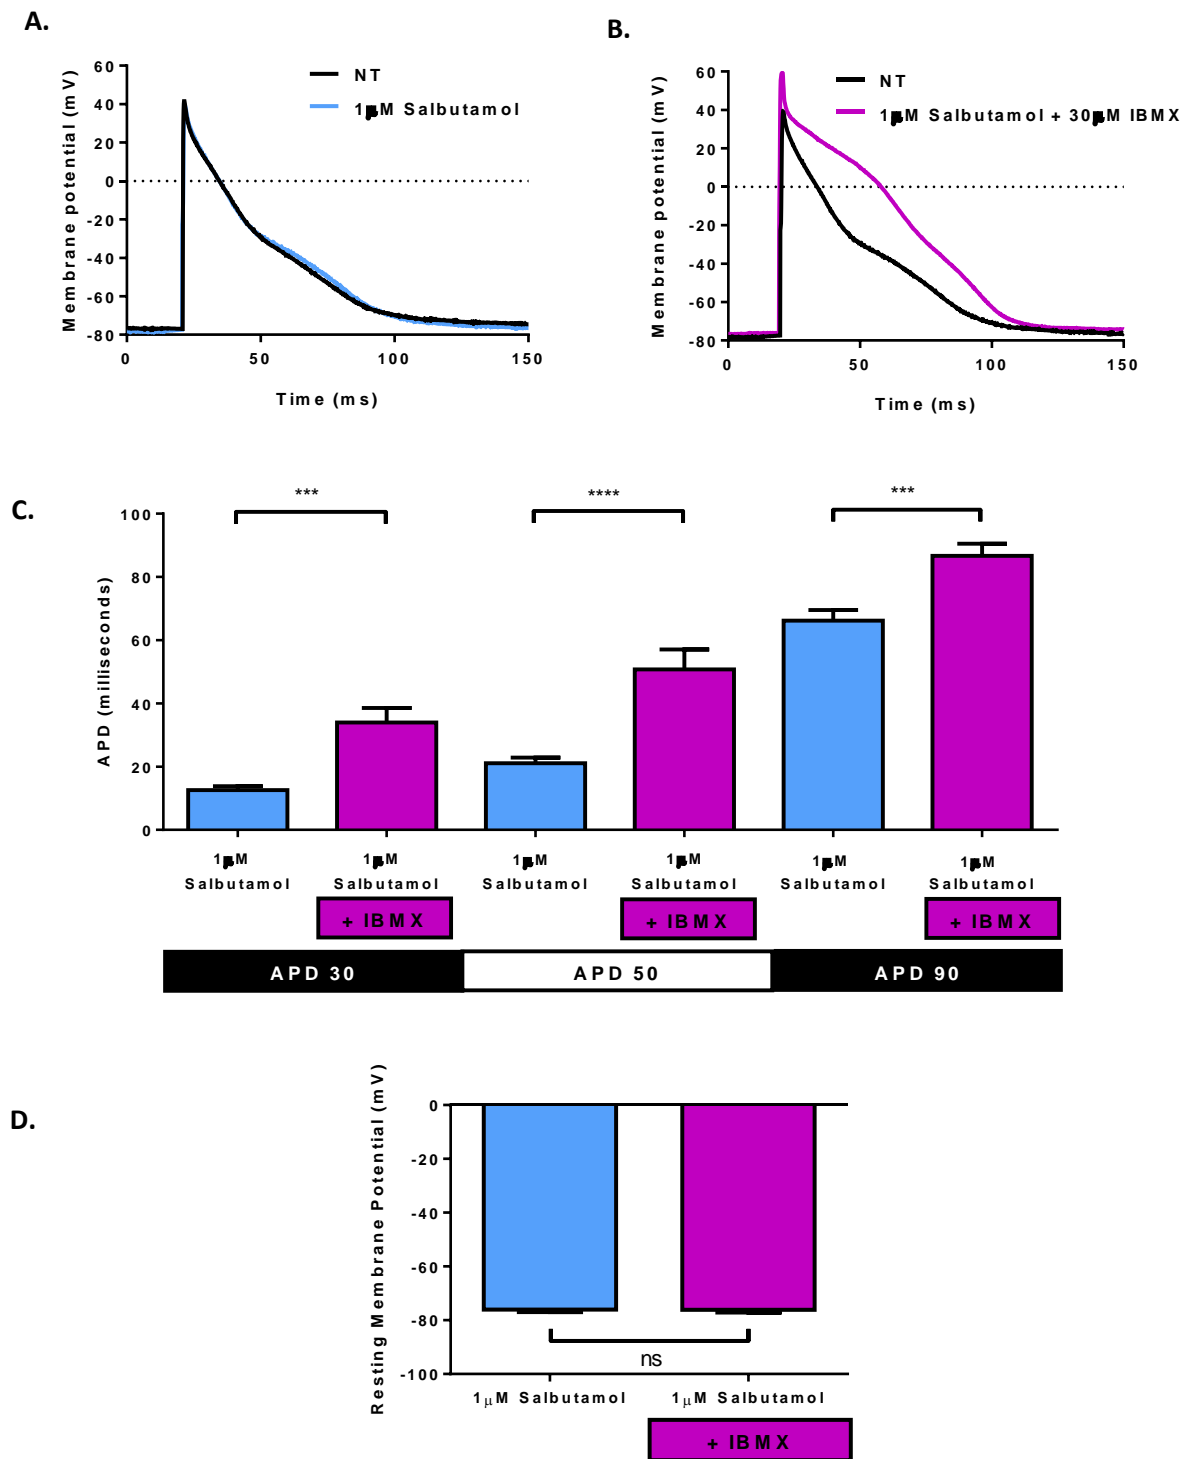 A.
B.
NT
1μM Salbutamol
60
40
20
0
-20
-40
-60
-80
0
50
100
150
Membrane potential (mV)
Time (ms)
NT
1μM Salbutamol + 30μM IBMX
60
40
20
0
-20
-40
-60
-80
0
50
100
150
Membrane potential (mV)
Time (ms)
C.
***
****
***
100
80
60
40
20
0
APD (milliseconds)
1μM
Salbutamol
1μM
Salbutamol
1μM
Salbutamol
1μM
Salbutamol
1μM
Salbutamol
1μM
Salbutamol
+ IBMX
+ IBMX
+ IBMX
APD 30
APD 50
APD 90
D.
0
-20
-40
-60
-80
-100
Resting Membrane Potential (mV)
ns
1μM Salbutamol
1μM Salbutamol
+ IBMX